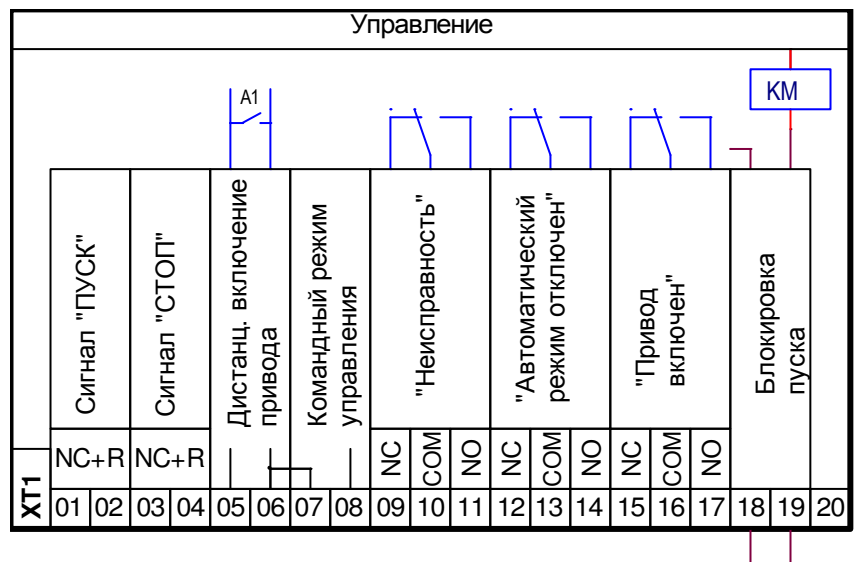 Управление
A1
KM
Сигнал "ПУСК"
Сигнал "СТОП"
Дистанц. включение
привода
Командный режим
управления
"Неисправность"
"Автоматический
режим отключен"
"Привод
включен"
Блокировка
пуска
NC+R NC+R NC COM NO NC COM NO NC COM NO
XT1 01 02 03 04 05 06 07 08 09 10 11 12 13 14 15 16 17 18 19 20